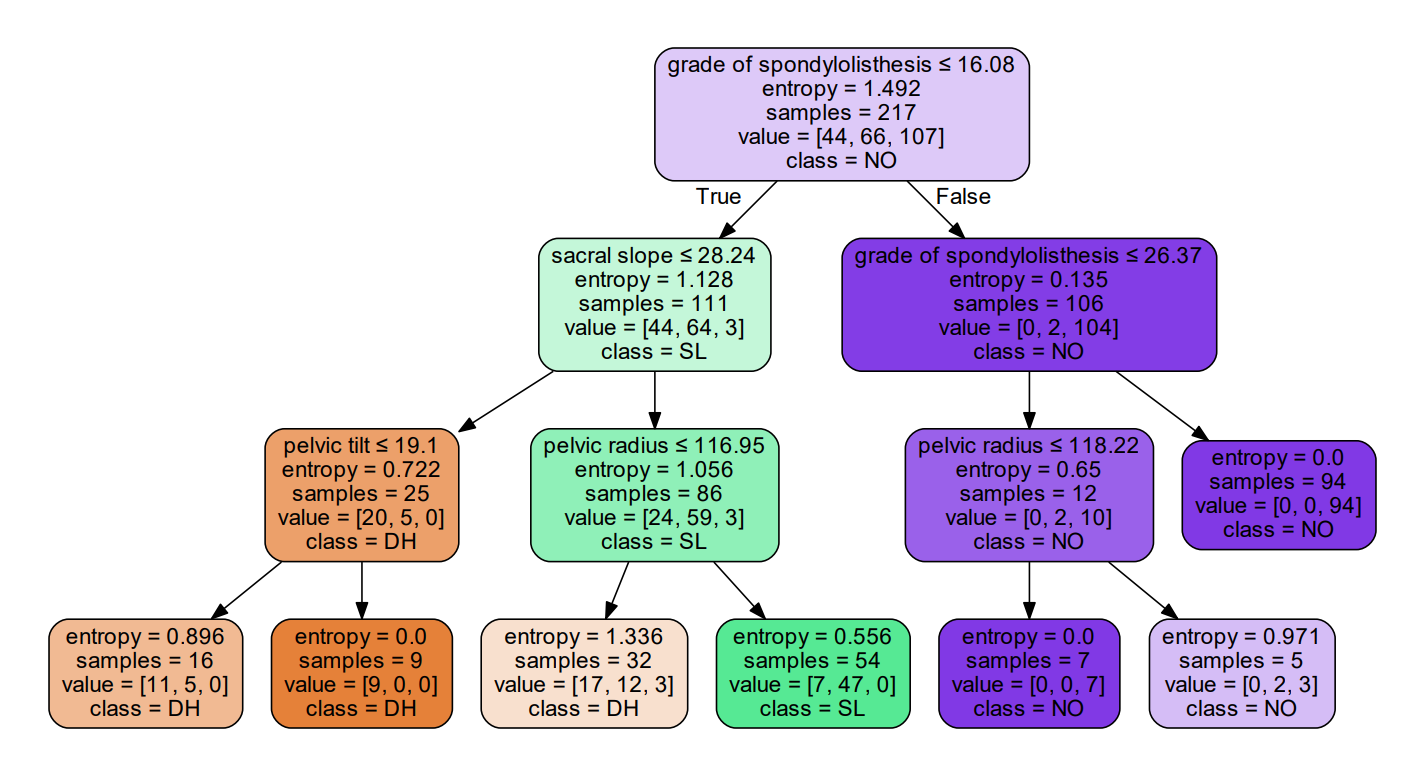 grade of spondylolisthesis ≤ 16.08
entropy = 1.492
samples = 217
value = [44, 66, 107]
class = NO
True
False
sacral slope ≤ 28.24
entropy = 1.128
samples = 111
value = [44, 64, 3]
class = SL
grade of spondylolisthesis ≤ 26.37
entropy = 0.135
samples = 106
value = [0, 2, 104]
class = NO
pelvic tilt ≤ 19.1
entropy = 0.722
samples = 25
value = [20, 5, 0]
class = DH
pelvic radius ≤ 116.95
entropy = 1.056
samples = 86
value = [24, 59, 3]
class = SL
pelvic radius ≤ 118.22
entropy = 0.65
samples = 12
value = [0, 2, 10]
class = NO
entropy = 0.0
samples = 94
value = [0, 0, 94]
class = NO
entropy = 0.896
samples = 16
value = [11, 5, 0]
class = DH
entropy = 0.0
samples = 9
value = [9, 0, 0]
class = DH
entropy = 1.336
samples = 32
value = [17, 12, 3]
class = DH
entropy = 0.556
samples = 54
value = [7, 47, 0]
class = SL
entropy = 0.0
samples = 7
value = [0, 0, 7]
class = NO
entropy = 0.971
samples = 5
value = [0, 2, 3]
class = NO